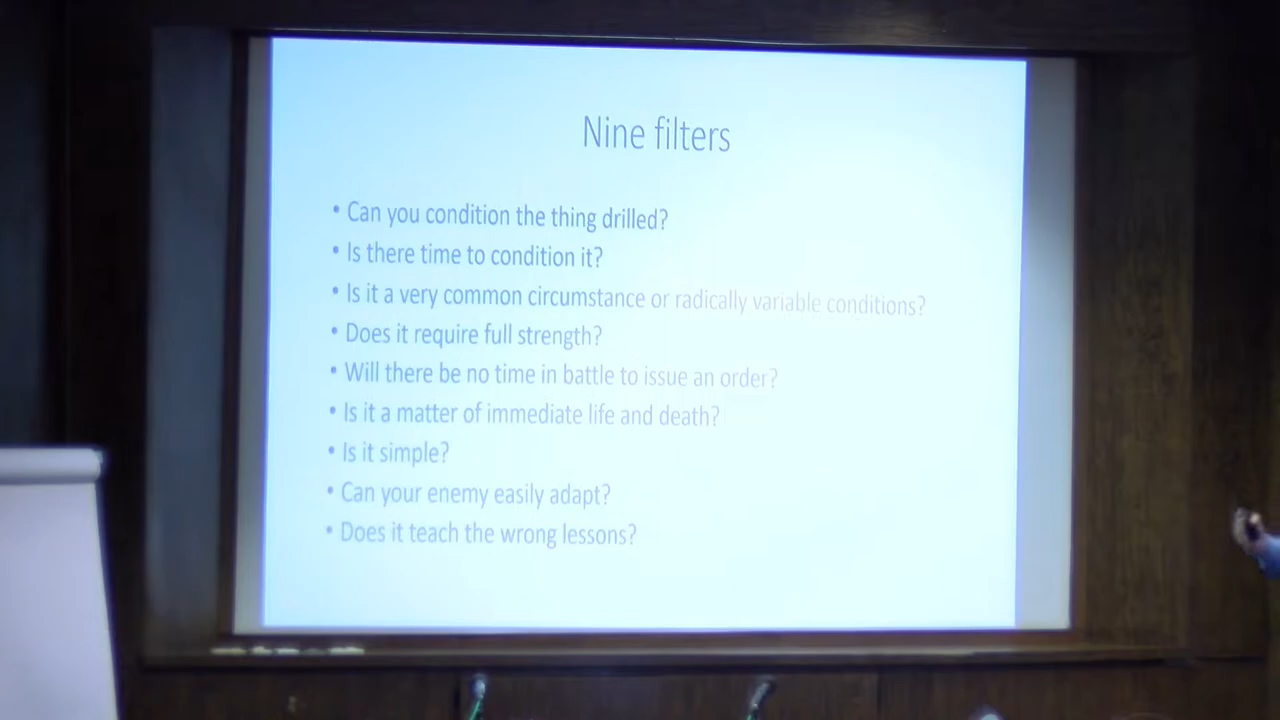 Nine filters
• Can you condition the thing drilled?
• Is there time to condition it?
• Is it a very common circumstance or radically variable conditions?
• Does it require full strength?
• Will there be no time in battle to issue an order?
• Is it a matter of immediate life and death?
• Is it simple?
• Can your enemy easily adapt?
• Does it teach the wrong lessons?